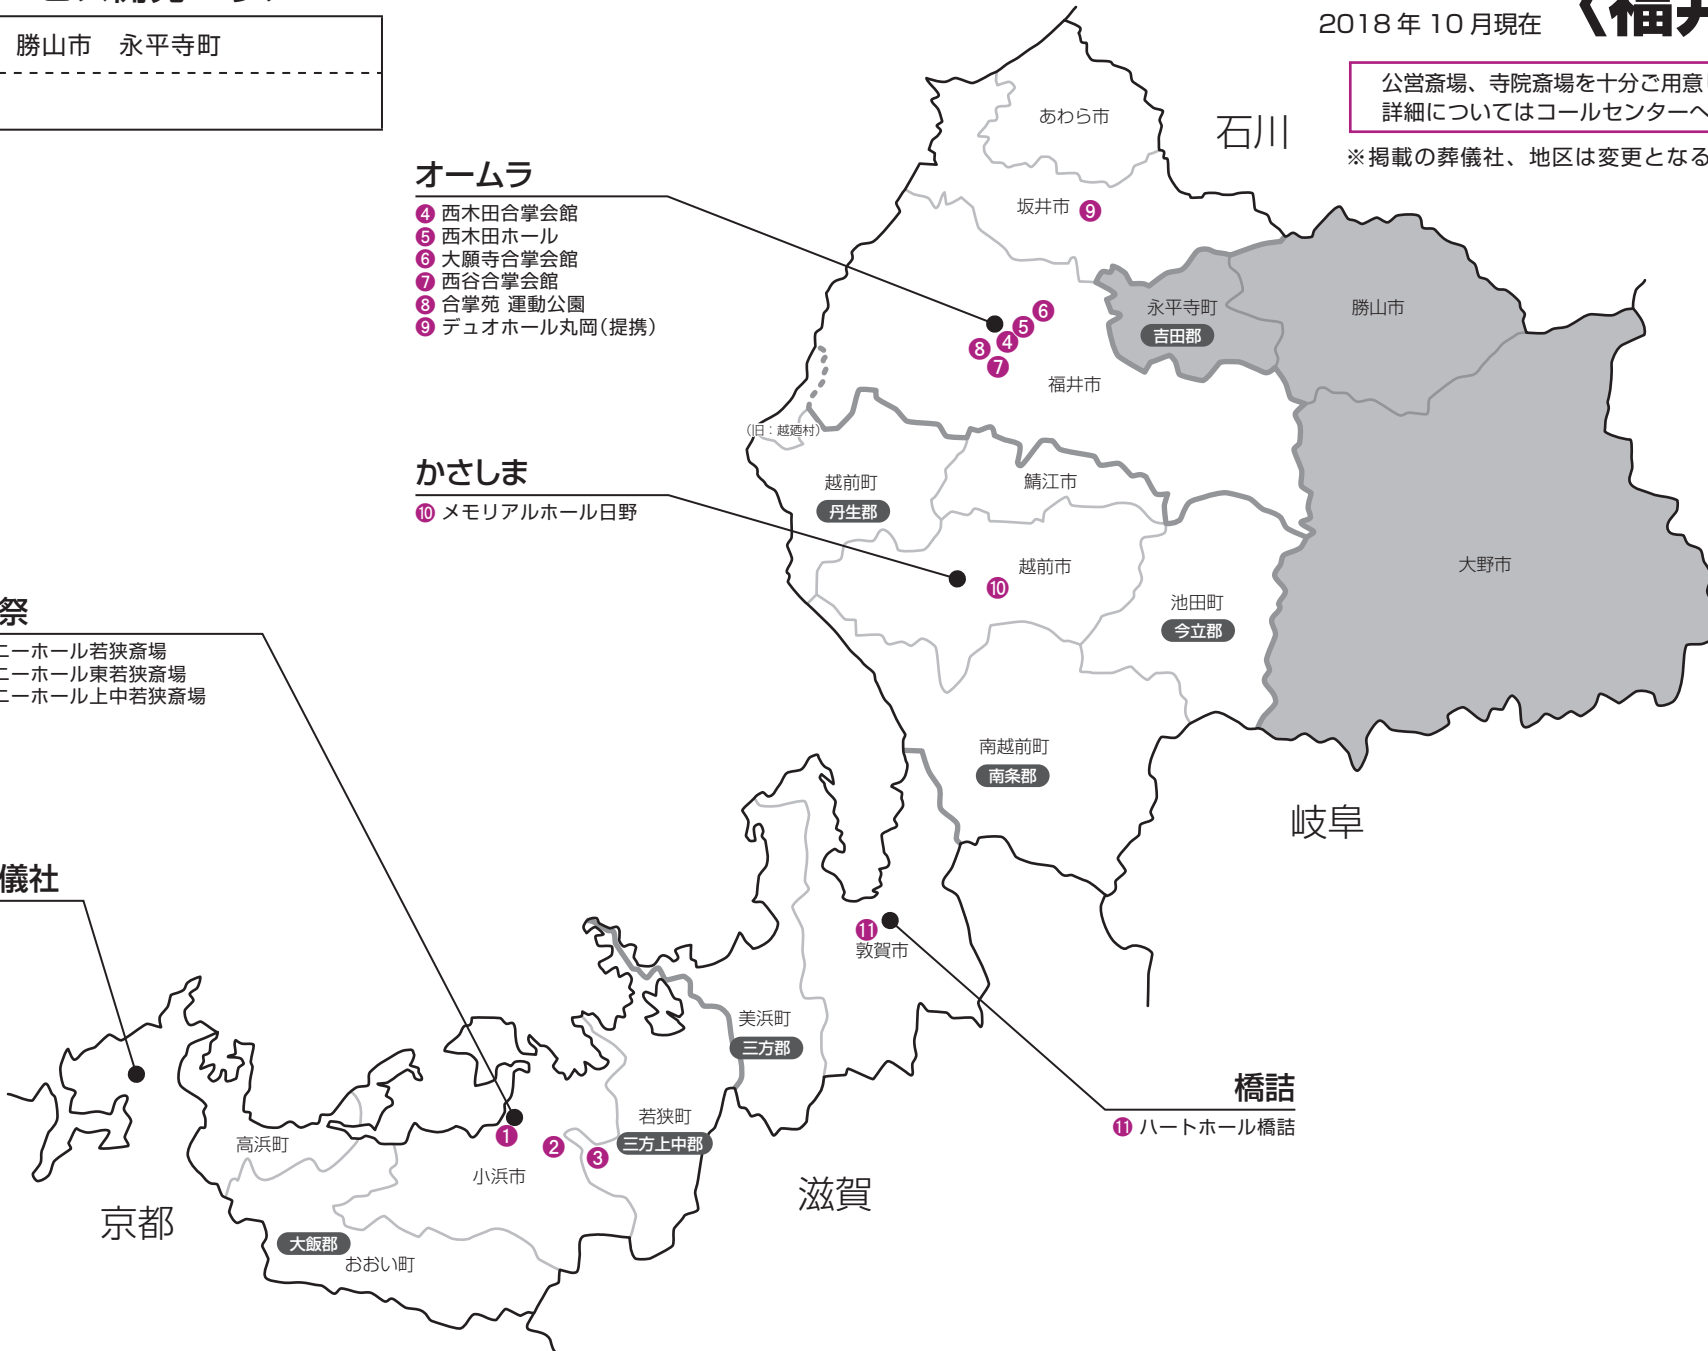 勝山市　永平寺町
2018年10月現在 〈福井
公営斎場、寺院斎場を十分ご用意
詳細についてはコールセンターへ
※掲載の葬儀社、地区は変更となる
石川
あわら市
坂井市 9
オームラ
4 西木田合掌会館
5 西木田ホール
6 大願寺合掌会館
7 西谷合掌会館
8 合掌苑 運動公園
9 デュオホール丸岡(提携)
6
5
4
8
7
永平寺町
吉田郡
勝山市
福井市
(旧:越廼村)
かさしま
10 メモリアルホール日野
越前町
丹生郡
鯖江市
越前市
10
池田町
今立郡
大野市
祭
ニーホール若狭斎場
ニーホール東若狭斎場
ニーホール上中若狭斎場
南越前町
南条郡
岐阜
儀社
11
敦賀市
美浜町
三方郡
橋詰
11 ハートホール橋詰
若狭町
三方上中郡
1
2
3
高浜町
小浜市
滋賀
京都
大飯郡
おおい町